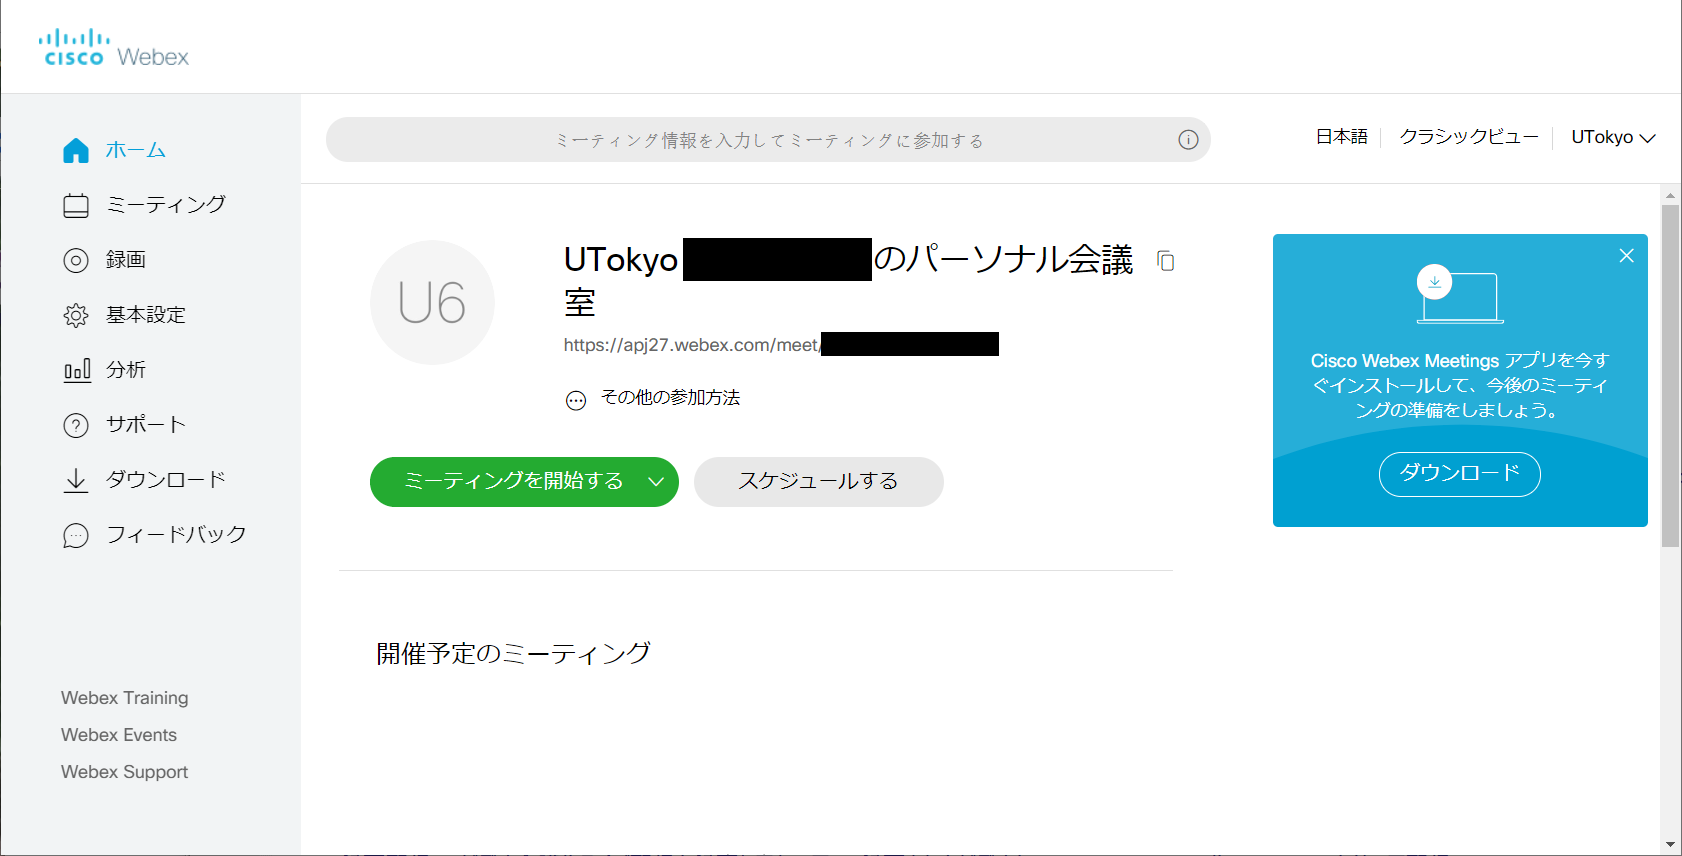 CISCO Webex
ホーム
ミーティング
録画
基本設定
分析
サポート
ダウンロード
フィードバック
Webex Training
Webex Events
Webex Support
ミーティング情報を入力してミーティングに参加する
日本語
クラシックビュー
UTokyo
U6
UTokyo のパーソナル会議
室
https://apj27.webex.com/meet/
その他の参加方法
ミーティングを開始する
スケジュールする
開催予定のミーティング
Cisco Webex Meetings アプリを今す
ぐインストールして、今後のミーティ
ングの準備をしましょう。
ダウンロード